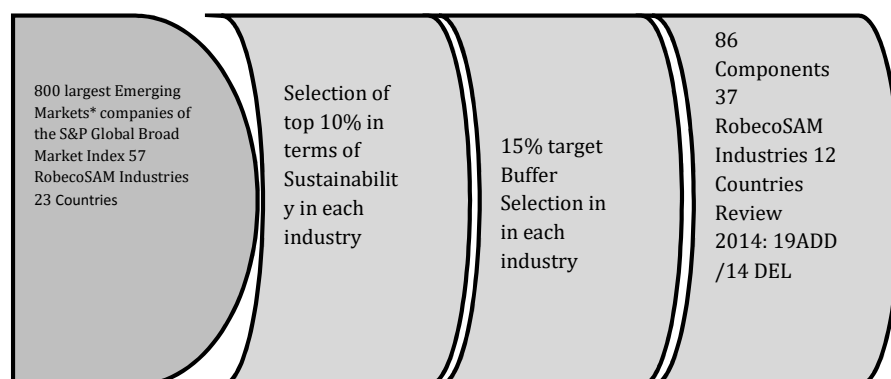 800 largest Emerging
Markets* companies of
the S&P Global Broad
Market Index 57
RobecoSAM Industries
23 Countries
Selection of
top 10% in
terms of
Sustainabilit
y in each
industry
15% target
Buffer
Selection in
in each
industry
86
Components
37
RobecoSAM
Industries 12
Countries
Review
2014: 19ADD
/14 DEL